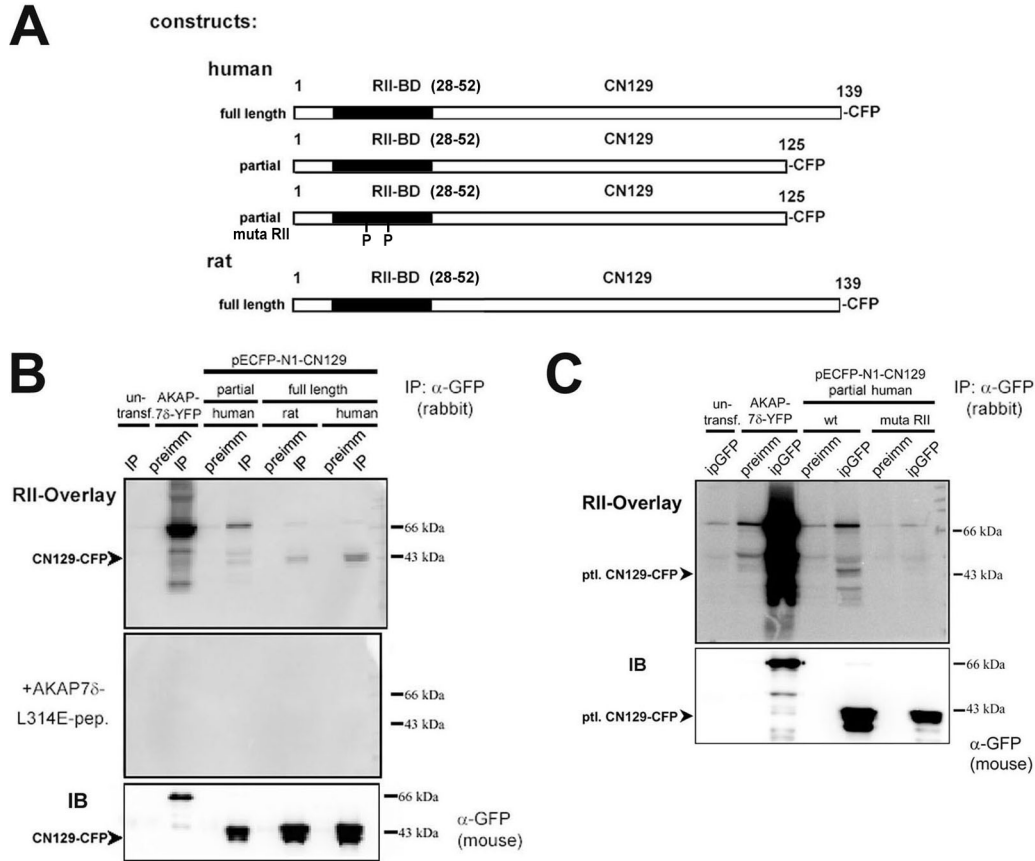 A
constructs:
human
1 RII-BD (28-52) CN129 139
full length -CFP
1 RII-BD (28-52) CN129 125
partial -CFP
1 RII-BD (28-52) CN129 125
partial -CFP
muta RII P P
rat
1 RII-BD (28-52) CN129 139
full length -CFP
B
pECFP-N1-CN129
un-transf. AKAP-7δ-YFP partial full length
human rat human
IP: α-GFP
(rabbit)
IP preimm IP preimm IP preimm IP preimm IP
RII-Overlay
66 kDa
CN129-CFP 43 kDa
+AKAP7δ-
L314E-pep.
66 kDa
43 kDa
IB
66 kDa
CN129-CFP 43 kDa
α-GFP
(mouse)
C
pECFP-N1-CN129
partial human
un-transf. AKAP-7δ-YFP wt muta RII
IP: α-GFP
(rabbit)
ipGFP preimm ipGFP preimm ipGFP preimm ipGFP
RII-Overlay
66 kDa
ptl. CN129-CFP 43 kDa
IB
66 kDa
ptl. CN129-CFP 43 kDa
α-GFP
(mouse)